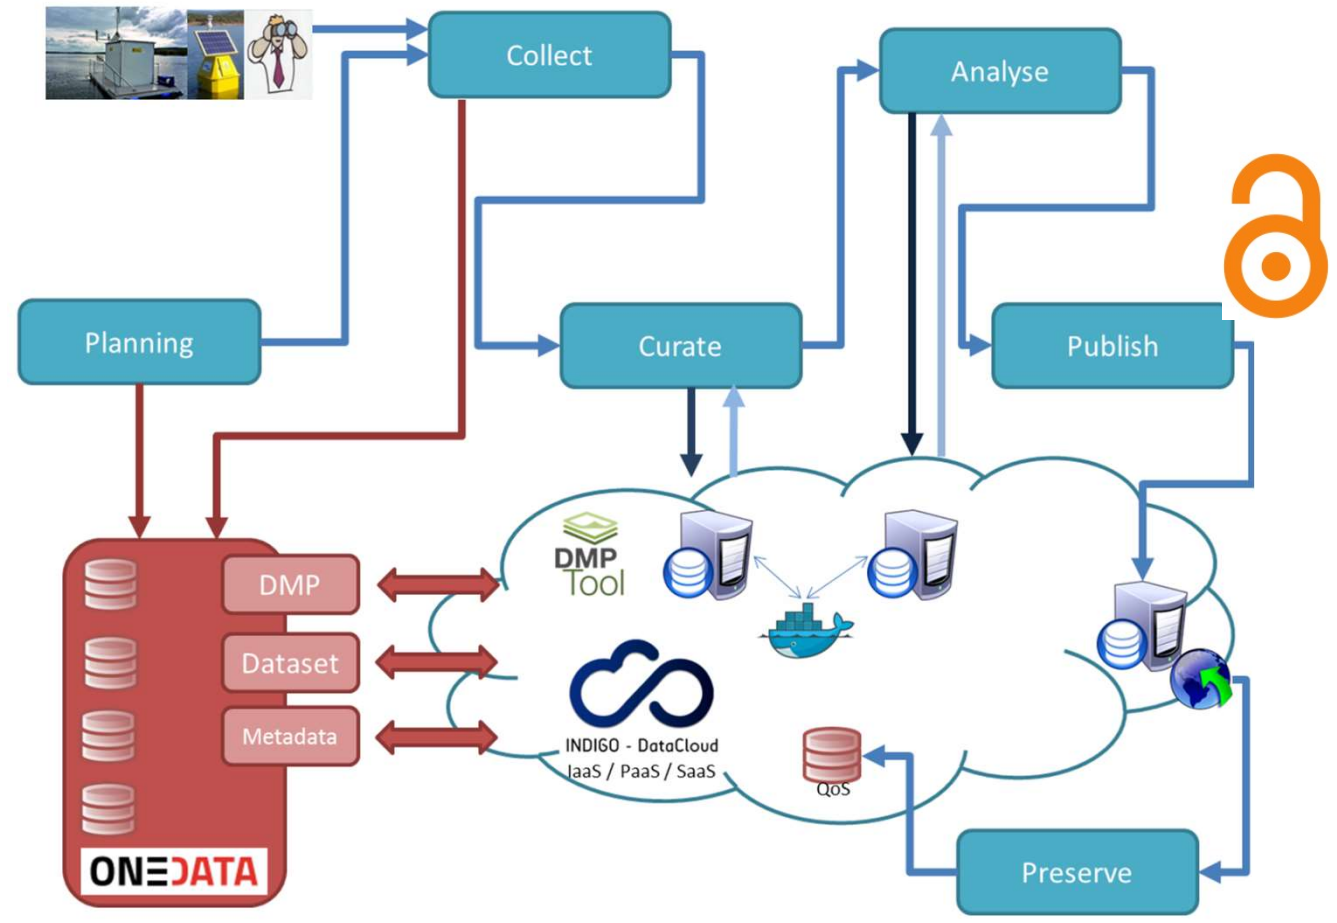 Collect
Analyse
Planning
Curate
Publish
DMP
Tool
DMP
Dataset
Metadata
INDIGO - DataCloud
IaaS / PaaS / SaaS
QoS
ONEDATA
Preserve